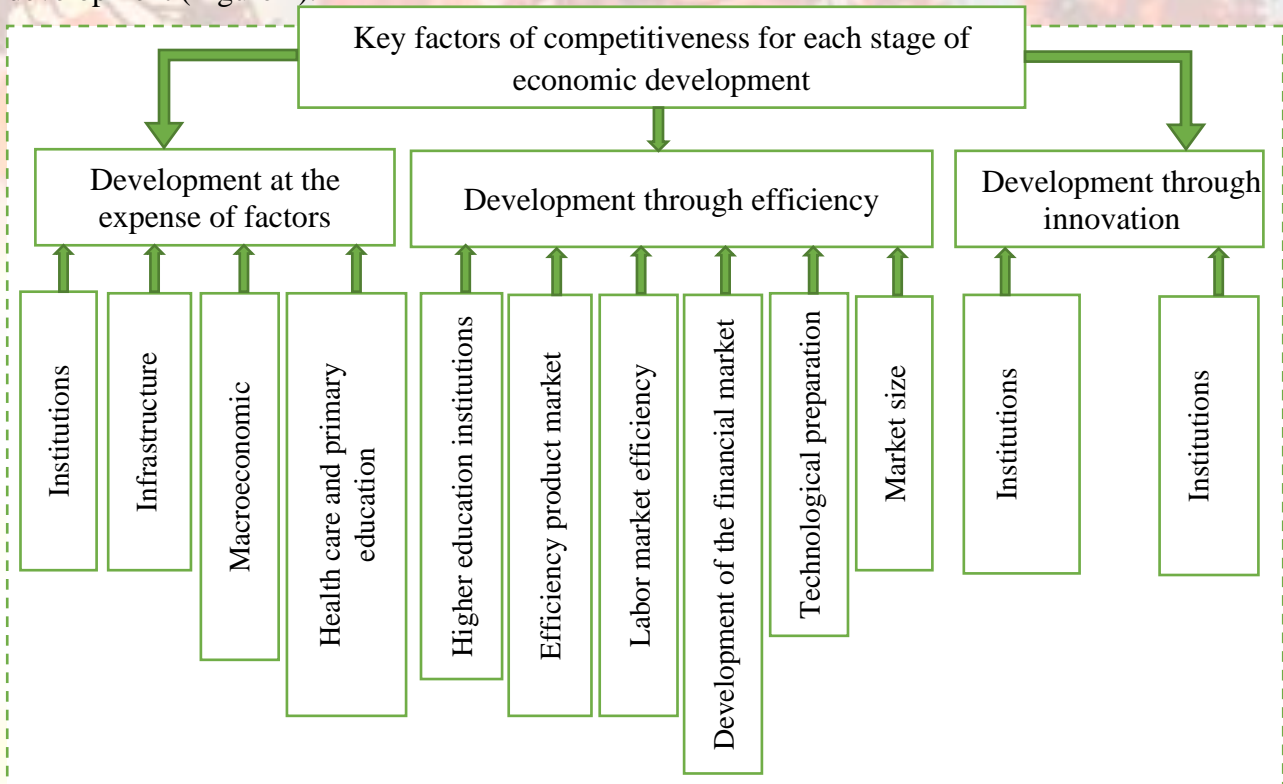 Key factors of competitiveness for each stage of
economic development
Development at the
expense of factors
Development through efficiency
Development through
innovation
Institutions
Infrastructure
Macroeconomic
Health care and primary
education
Higher education institutions
Efficiency product market
Labor market efficiency
Development of the financial market
Technological preparation
Market size
Institutions
Institutions